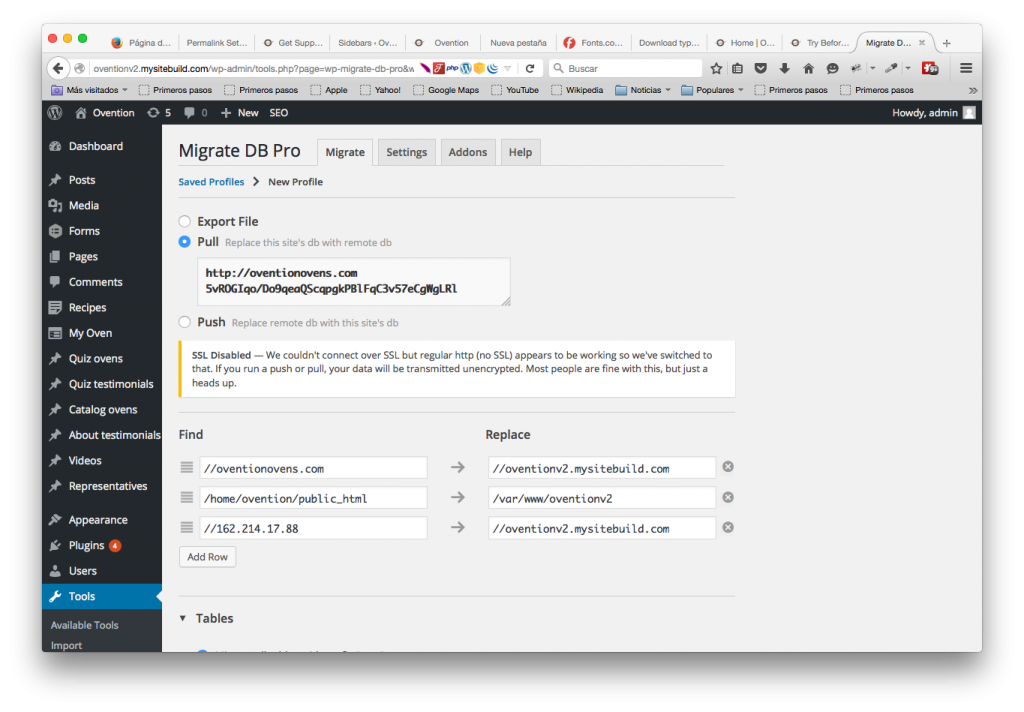 Página d... Permalink Set... Get Supp... Sidebars ‹ Ov... Ovention Nueva pestaña Fonts.co... Download typ... Home | O... Try Befor... Migrate D...
oventionv2.mysitebuild.com/wp-admin/tools.php?page=wp-migrate-db-pro&w php Buscar
Más visitados Primeros pasos Primeros pasos Apple Yahoo! Google Maps YouTube Wikipedia Noticias Populares Primeros pasos Primeros pasos
Ovention 5 0 New SEO Howdy, admin
Dashboard
Posts
Media
Forms
Pages
Comments
Recipes
My Oven
Quiz ovens
Quiz testimonials
Catalog ovens
About testimonials
Videos
Representatives
Appearance
Plugins 4
Users
Tools
Available Tools
Import
Migrate DB Pro Migrate Settings Addons Help
Saved Profiles New Profile
Export File
Pull Replace this site's db with remote db
http://oventionovens.com
5vROGIqo/Do9qeaQScqpgkPBlFqC3v57eCgWgLRl
Push Replace remote db with this site's db
SSL Disabled — We couldn't connect over SSL but regular http (no SSL) appears to be working so we've switched to
that. If you run a push or pull, your data will be transmitted unencrypted. Most people are fine with this, but just a
heads up.
Find Replace
//oventionovens.com //oventionv2.mysitebuild.com
/home/ovention/public_html /var/www/oventionv2
//162.214.17.88 //oventionv2.mysitebuild.com
Add Row
Tables